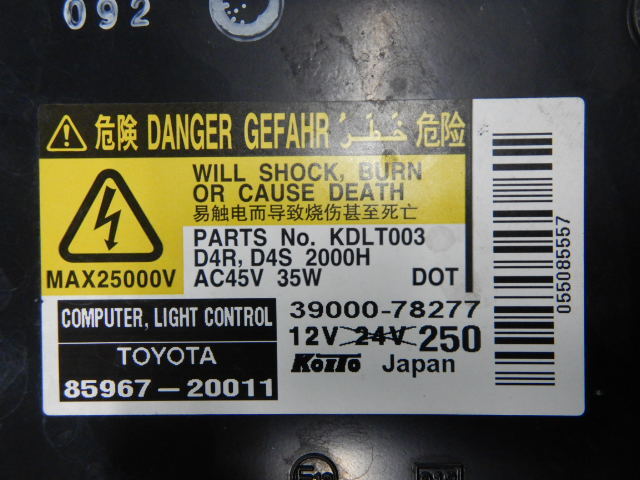 092
危険 DANGER GEFAHR خطر 危险
WILL SHOCK, BURN
OR CAUSE DEATH
易触电而导致烧伤甚至死亡
MAX25000V
PARTS No. KDLT003
D4R, D4S 2000H
AC45V 35W DOT
COMPUTER, LIGHT CONTROL
TOYOTA
85967-20011
39000-78277
12V 24V 250
KOITO Japan
055085557